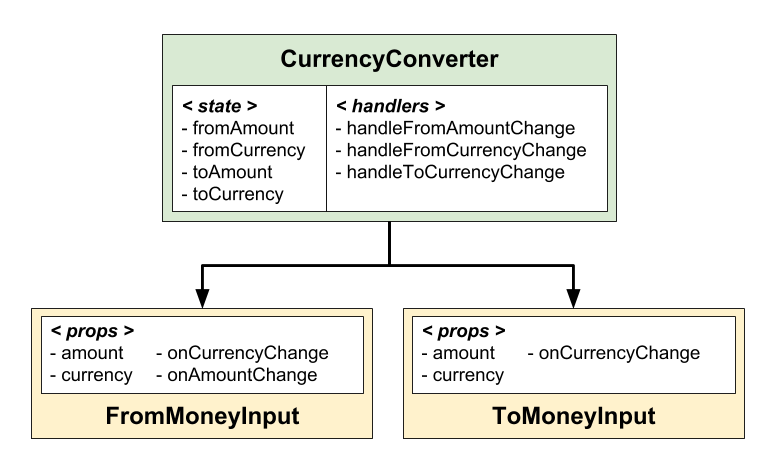 CurrencyConverter
< state >
- fromAmount
- fromCurrency
- toAmount
- toCurrency
< handlers >
- handleFromAmountChange
- handleFromCurrencyChange
- handleToCurrencyChange
< props >
- amount - onCurrencyChange
- currency - onAmountChange
FromMoneyInput
< props >
- amount - onCurrencyChange
- currency
ToMoneyInput